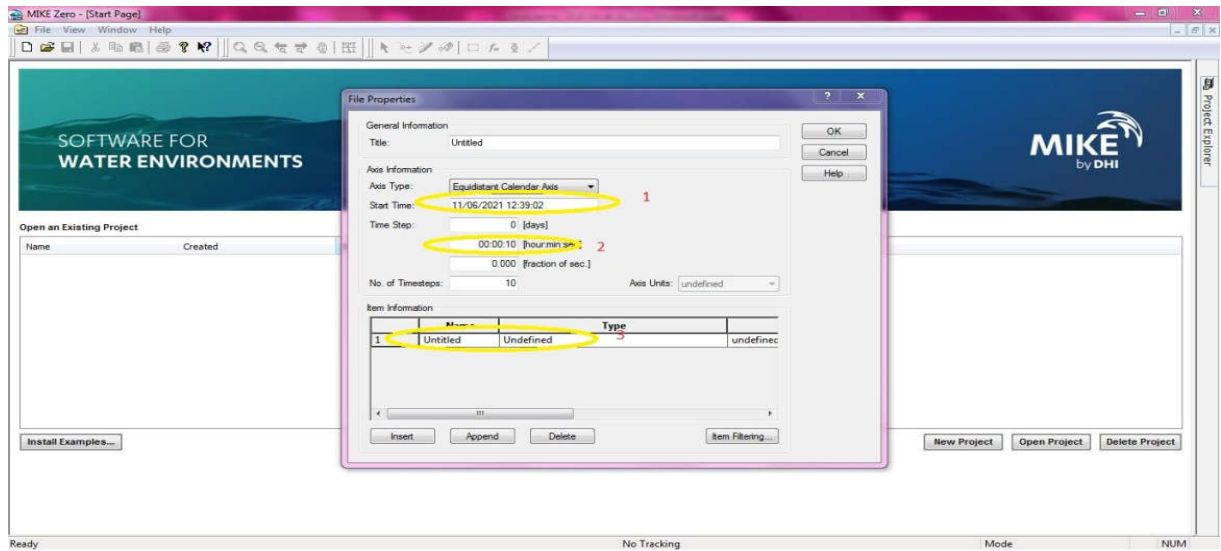 MIKE Zero - [Start Page]
File View Window Help
Project Explorer
SOFTWARE FOR
WATER ENVIRONMENTS
MIKE
by DHI
Open an Existing Project
Name Created
File Properties
General Information
Title: Untitled
OK
Cancel
Help
Axis Information
Axis Type: Equidistant Calendar Axis
Start Time: 11/06/2021 12:39:02
1
Time Step: 0 [days]
00:00:10 [hour:min:sec.]
2
0.000 [fraction of sec.]
No. of Timesteps: 10 Axis Units: undefined
Item Information
Name Type
1 Untitled Undefined undefined
3
Insert Append Delete Item Filtering...
Install Examples... New Project Open Project Delete Project
Ready No Tracking Mode NUM